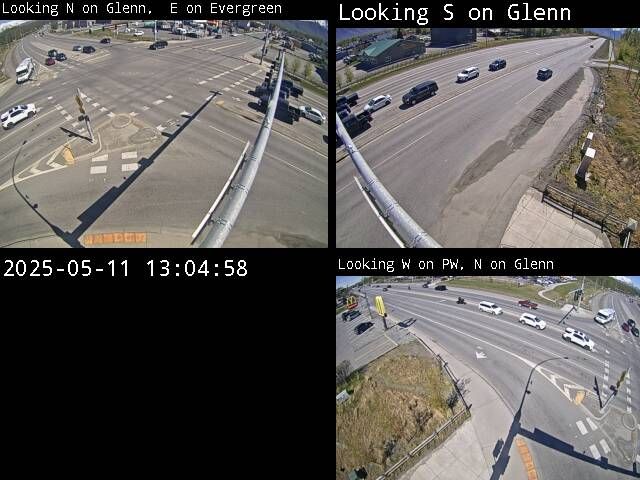 Looking N on Glenn,  E on Evergreen
Looking S on Glenn
2025-05-11 13:04:58
Looking W on PW, N on Glenn